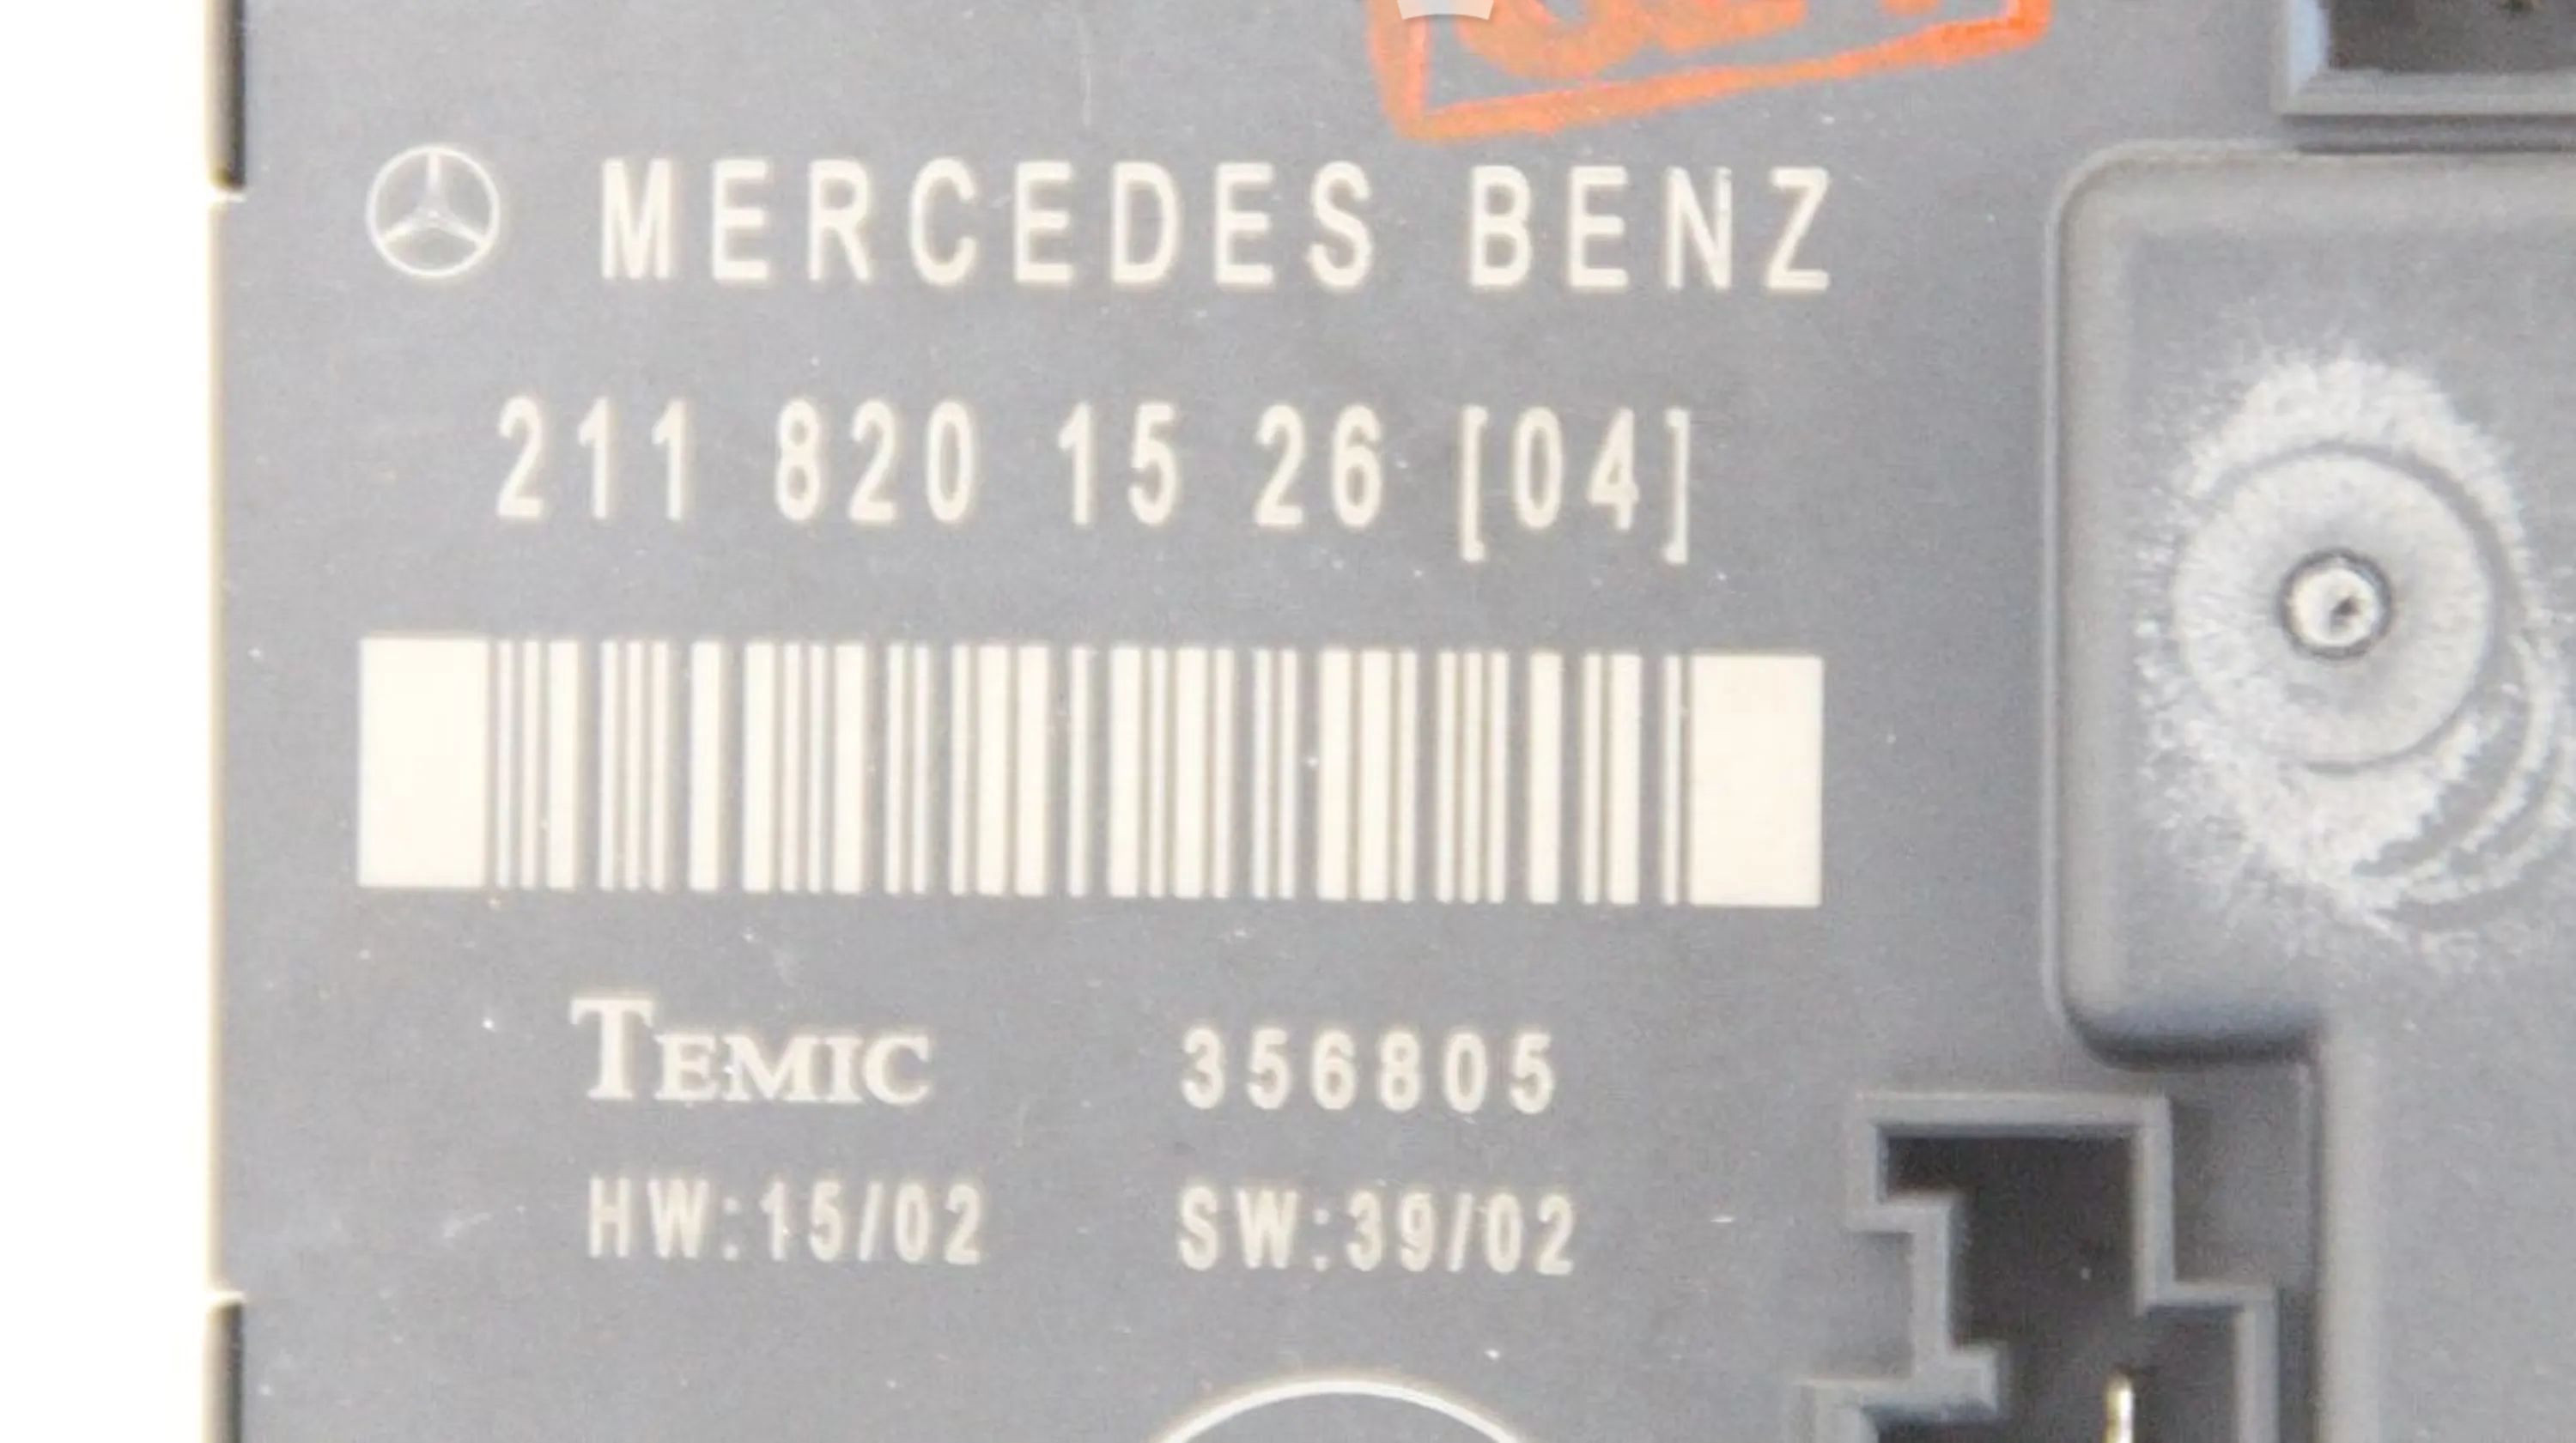 MERCEDES BENZ
211 820 15 26 [04]
TEMIC 356805
HW:15/02 SW:39/02